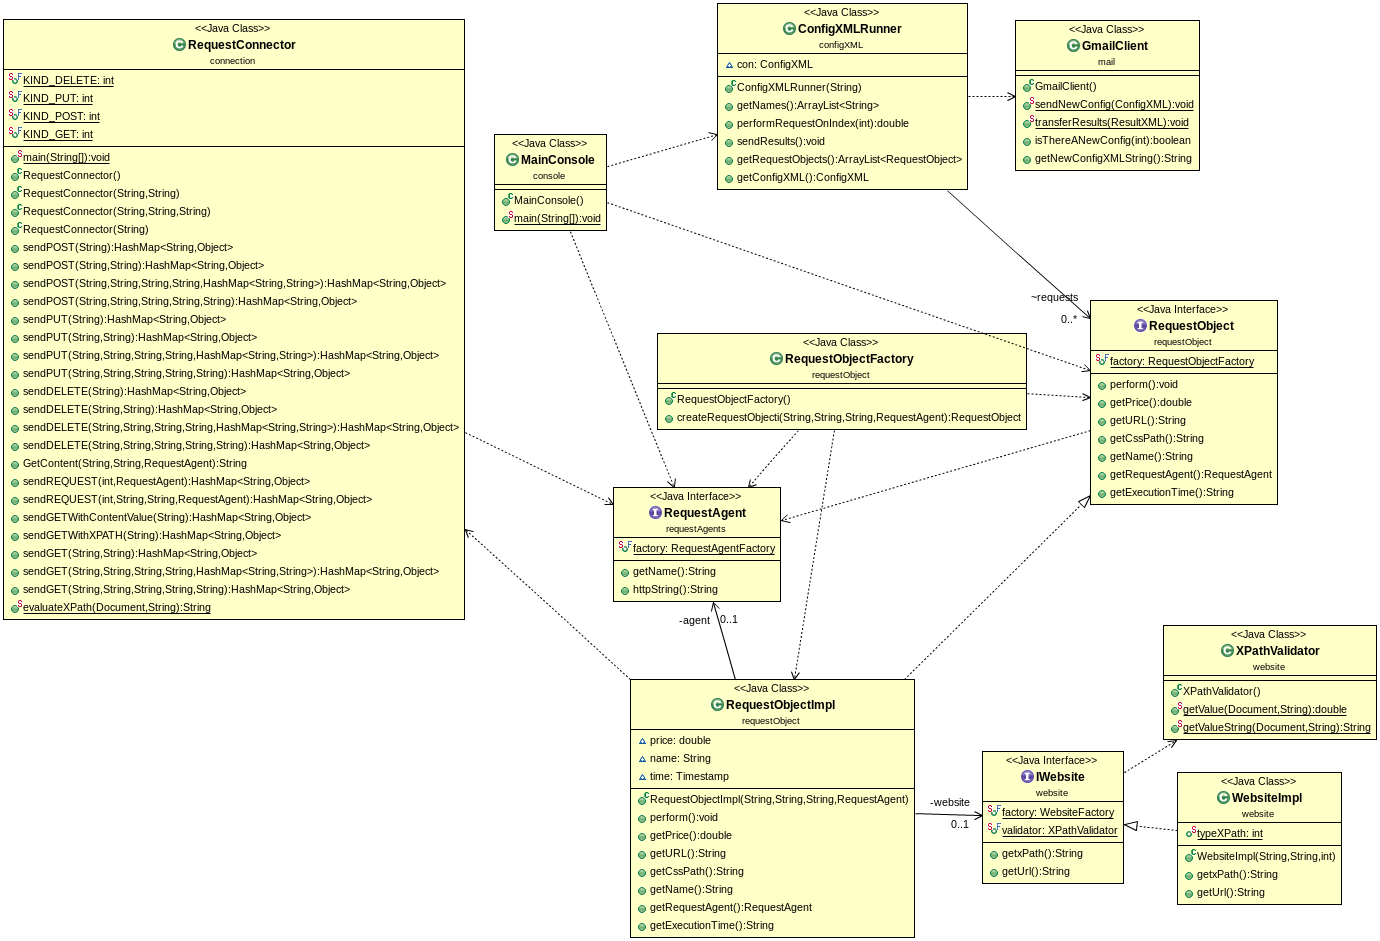 <<Java Class>>
RequestConnector
connection
KIND_DELETE: int
KIND_PUT: int
KIND_POST: int
KIND_GET: int
main(String[]):void
RequestConnector()
RequestConnector(String,String)
RequestConnector(String,String,String)
RequestConnector(String)
sendPOST(String):HashMap<String,Object>
sendPOST(String,String):HashMap<String,Object>
sendPOST(String,String,String,String,HashMap<String,String>):HashMap<String,Object>
sendPOST(String,String,String,String,String):HashMap<String,Object>
sendPUT(String):HashMap<String,Object>
sendPUT(String,String):HashMap<String,Object>
sendPUT(String,String,String,String,HashMap<String,String>):HashMap<String,Object>
sendPUT(String,String,String,String,String):HashMap<String,Object>
sendDELETE(String):HashMap<String,Object>
sendDELETE(String,String):HashMap<String,Object>
sendDELETE(String,String,String,String,HashMap<String,String>):HashMap<String,Object>
sendDELETE(String,String,String,String,String):HashMap<String,Object>
GetContent(String,String,RequestAgent):String
sendREQUEST(int,RequestAgent):HashMap<String,Object>
sendREQUEST(int,String,String,RequestAgent):HashMap<String,Object>
sendGETWithContentValue(String):HashMap<String,Object>
sendGETWithXPATH(String):HashMap<String,Object>
sendGET(String,String):HashMap<String,Object>
sendGET(String,String,String,String,HashMap<String,String>):HashMap<String,Object>
sendGET(String,String,String,String,String):HashMap<String,Object>
evaluateXPath(Document,String):String
<<Java Class>>
MainConsole
console
MainConsole()
main(String[]):void
<<Java Class>>
ConfigXMLRunner
configXML
con: ConfigXML
ConfigXMLRunner(String)
getNames():ArrayList<String>
performRequestOnIndex(int):double
sendResults():void
getRequestObjects():ArrayList<RequestObject>
getConfigXML():ConfigXML
<<Java Class>>
GmailClient
mail
GmailClient()
sendNewConfig(ConfigXML):void
transferResults(ResultXML):void
isThereANewConfig(int):boolean
getNewConfigXMLString():String
~requests
0..*
<<Java Interface>>
RequestObject
requestObject
factory: RequestObjectFactory
perform():void
getPrice():double
getURL():String
getCssPath():String
getName():String
getRequestAgent():RequestAgent
getExecutionTime():String
<<Java Class>>
RequestObjectFactory
requestObject
RequestObjectFactory()
createRequestObjecti(String,String,String,RequestAgent):RequestObject
<<Java Interface>>
RequestAgent
requestAgents
factory: RequestAgentFactory
getName():String
httpString():String
-agent
0..1
<<Java Class>>
RequestObjectImpl
requestObject
price: double
name: String
time: Timestamp
RequestObjectImpl(String,String,String,RequestAgent)
perform():void
getPrice():double
getURL():String
getCssPath():String
getName():String
getRequestAgent():RequestAgent
getExecutionTime():String
-website
0..1
<<Java Interface>>
IWebsite
website
factory: WebsiteFactory
validator: XPathValidator
getxPath():String
getUrl():String
<<Java Class>>
XPathValidator
website
XPathValidator()
getValue(Document,String):double
getValueString(Document,String):String
<<Java Class>>
WebsiteImpl
website
typeXPath: int
WebsiteImpl(String,String,int)
getxPath():String
getUrl():String